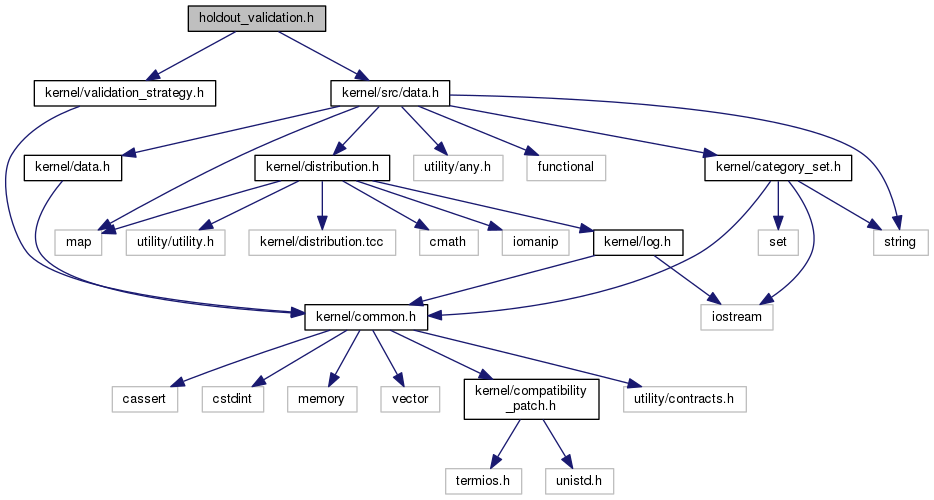 holdout_validation.h
kernel/validation_strategy.h
kernel/src/data.h
kernel/data.h
kernel/distribution.h
utility/any.h
functional
kernel/category_set.h
map
utility/utility.h
kernel/distribution.tcc
cmath
iomanip
kernel/log.h
set
string
kernel/common.h
iostream
cassert
cstdint
memory
vector
kernel/compatibility
_patch.h
utility/contracts.h
termios.h
unistd.h